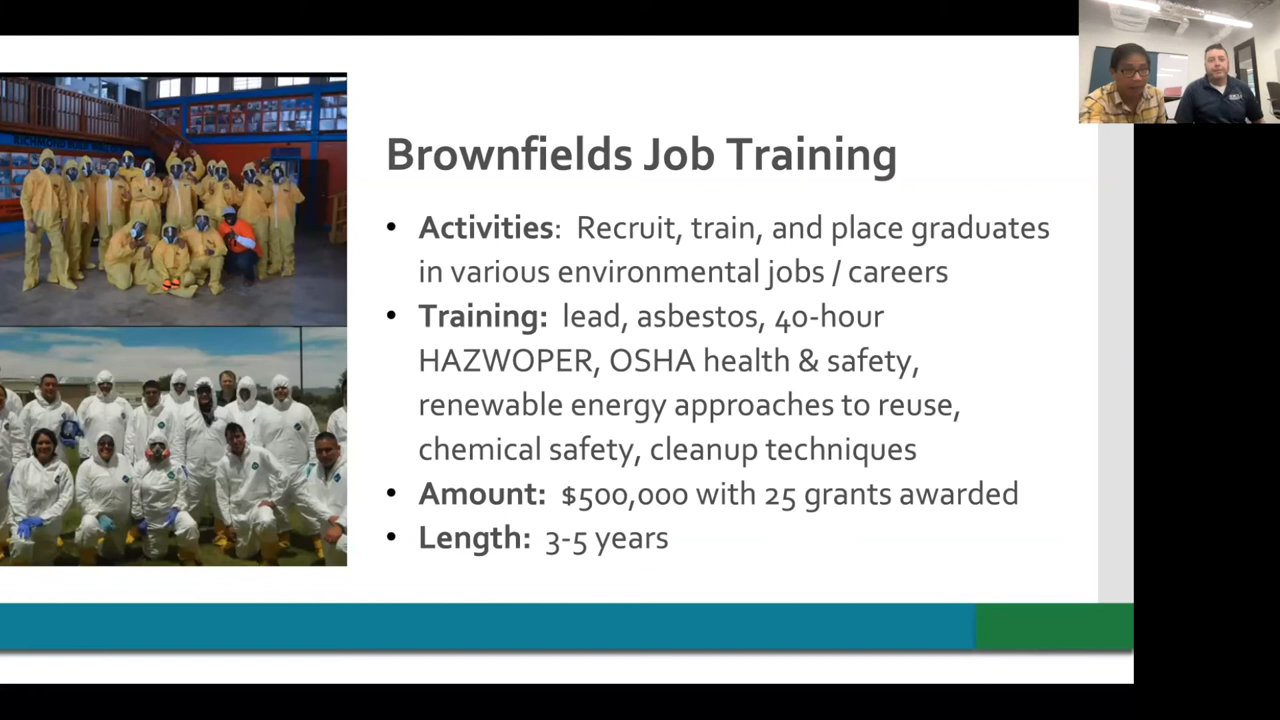 RICHMOND BUILD
Brownfields Job Training
• Activities: Recruit, train, and place graduates
in various environmental jobs / careers
• Training: lead, asbestos, 40-hour
HAZWOPER, OSHA health & safety,
renewable energy approaches to reuse,
chemical safety, cleanup techniques
• Amount: $500,000 with 25 grants awarded
• Length: 3-5 years